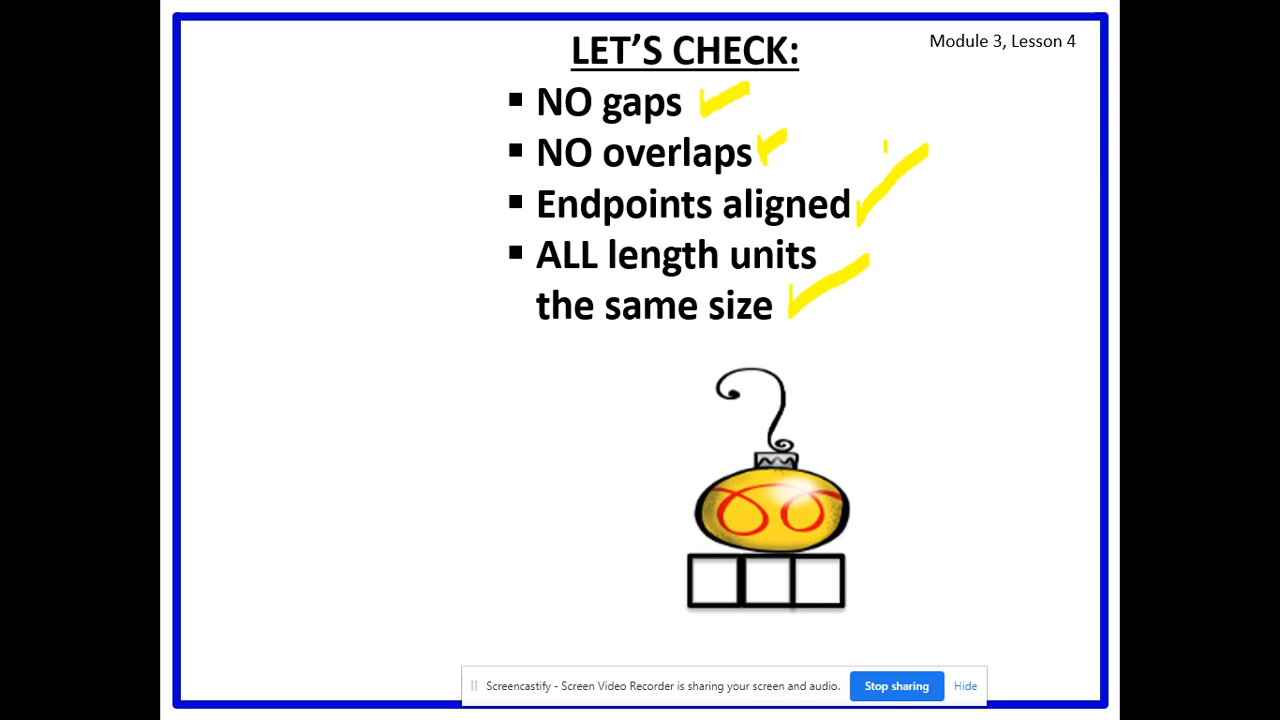 LET'S CHECK:
Module 3, Lesson 4
▪ NO gaps
▪ NO overlaps
▪ Endpoints aligned
▪ ALL length units
the same size
Screencastify - Screen Video Recorder is sharing your screen and audio.
Stop sharing
Hide